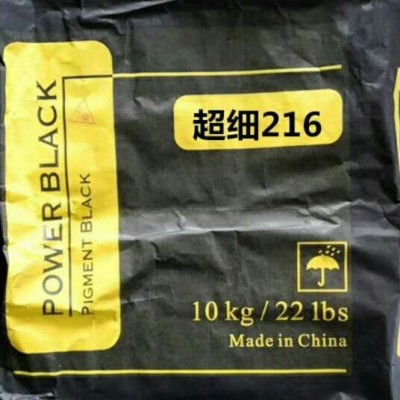 POWER BLACK
PIGMENT BLACK
超细216
10 kg / 22 lbs
Made in China